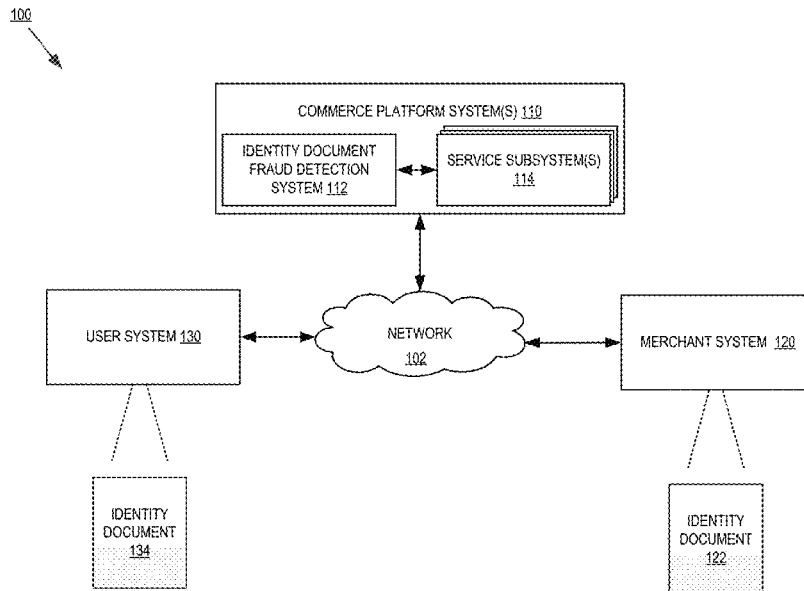 100
COMMERCE PLATFORM SYSTEM(S) 110
IDENTITY DOCUMENT
FRAUD DETECTION
SYSTEM 112
SERVICE SUBSYSTEM(S)
114
USER SYSTEM 130
NETWORK
102
MERCHANT SYSTEM 120
IDENTITY
DOCUMENT
134
IDENTITY
DOCUMENT
122